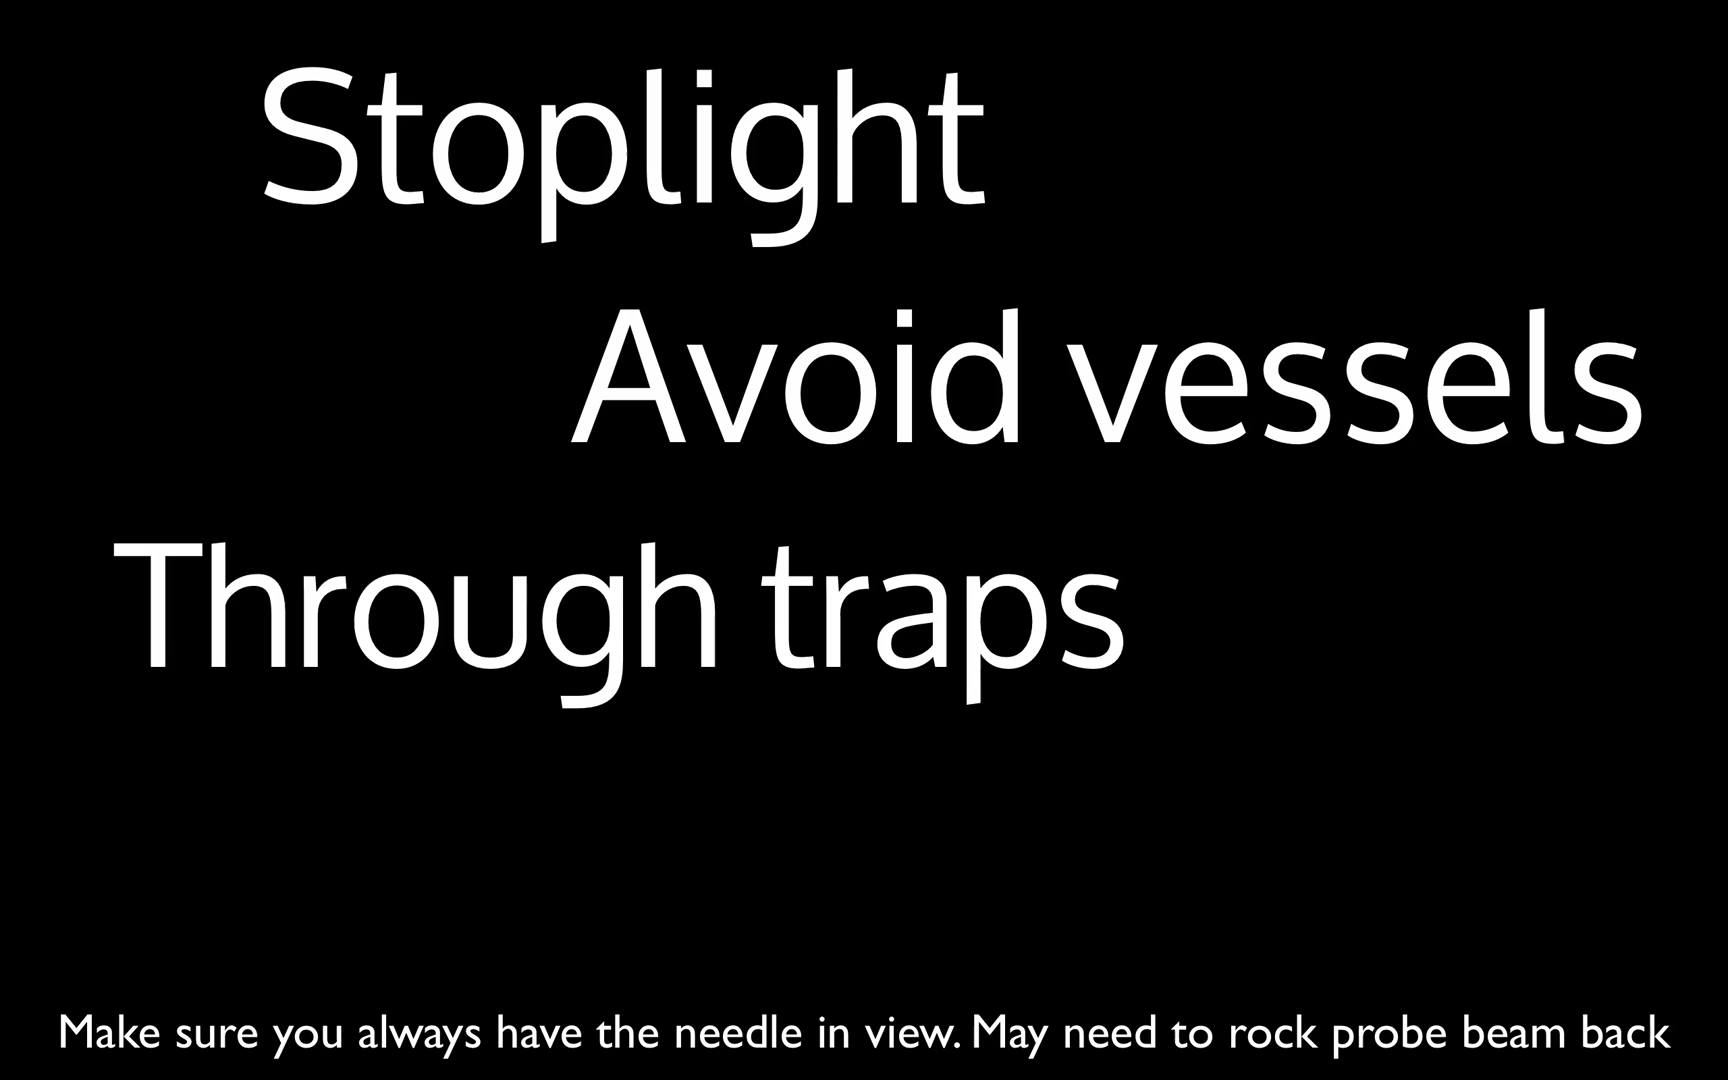 Stoplight
Avoid vessels
Through traps
Make sure you always have the needle in view. May need to rock probe beam back